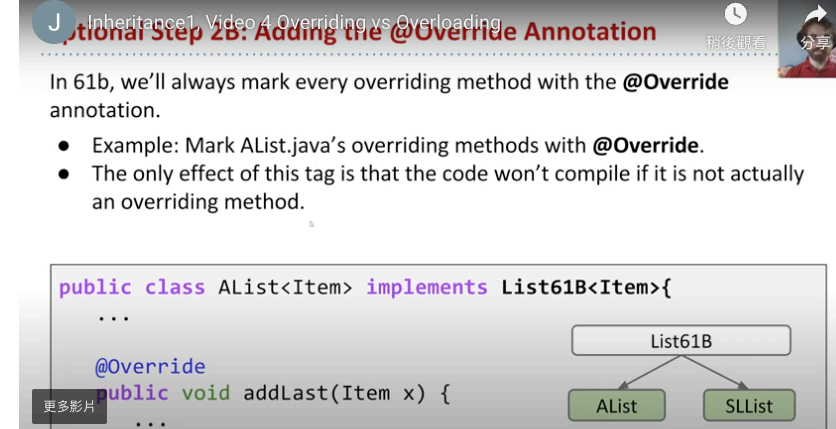 J
Inheritance1, Video 4 Overriding vs Overloading
Optional Step 2B: Adding the @Override Annotation
稍後觀看
分享
In 61b, we’ll always mark every overriding method with the @Override
annotation.
● Example: Mark AList.java’s overriding methods with @Override.
● The only effect of this tag is that the code won’t compile if it is not actually
an overriding method.
public class AList<Item> implements List61B<Item>{
...
@Override
public void addLast(Item x) {
...
List61B
AList
SLList
更多影片